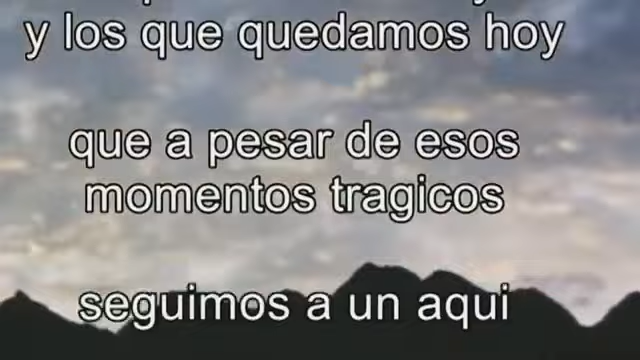 y los que quedamos hoy
que a pesar de esos
momentos tragicos
seguimos a un aqui